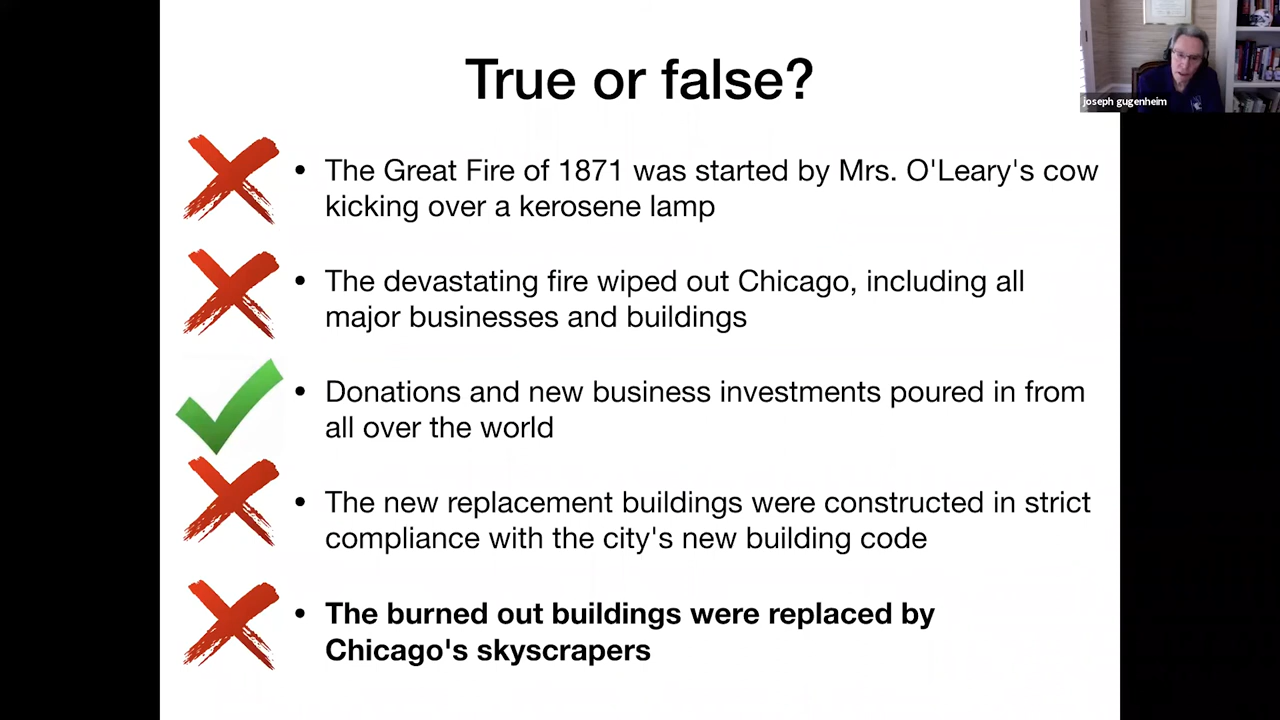 True or false?
joseph gugenheim
• The Great Fire of 1871 was started by Mrs. O'Leary's cow
kicking over a kerosene lamp
• The devastating fire wiped out Chicago, including all
major businesses and buildings
• Donations and new business investments poured in from
all over the world
• The new replacement buildings were constructed in strict
compliance with the city's new building code
• The burned out buildings were replaced by
Chicago's skyscrapers